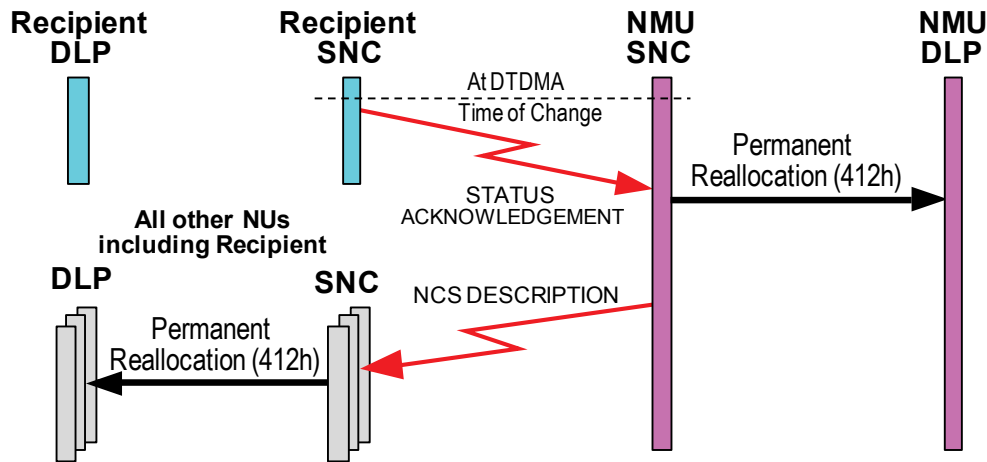 Recipient
DLP
Recipient
SNC
NMU
SNC
NMU
DLP
At DTDMA
Time of Change
STATUS
ACKNOWLEDGEMENT
Permanent
Reallocation (412h)
All other NUs
including Recipient
DLP
SNC
NCS DESCRIPTION
Permanent
Reallocation (412h)